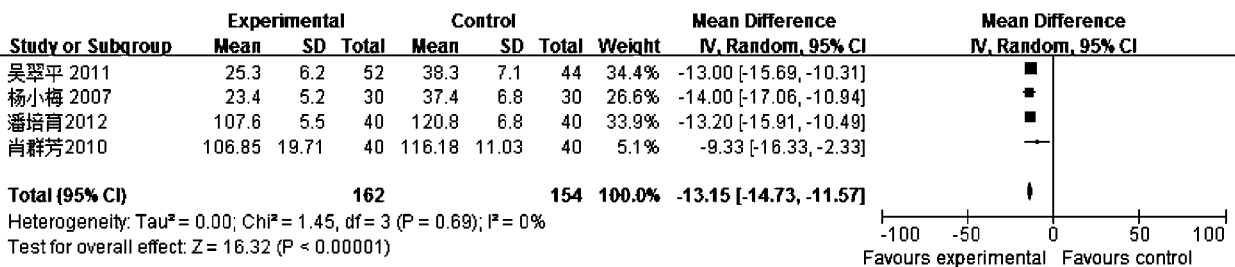 Experimental Control Mean Difference Mean Difference
Study or Subgroup Mean SD Total Mean SD Total Weight IV, Random, 95% CI IV, Random, 95% CI
吴翠平 2011 25.3 6.2 52 38.3 7.1 44 34.4% -13.00 [-15.69, -10.31]
杨小梅 2007 23.4 5.2 30 37.4 6.8 30 26.6% -14.00 [-17.06, -10.94]
潘培育2012 107.6 5.5 40 120.8 6.8 40 33.9% -13.20 [-15.91, -10.49]
肖群芳2010 106.85 19.71 40 116.18 11.03 40 5.1% -9.33 [-16.33, -2.33]
Total (95% CI) 162 154 100.0% -13.15 [-14.73, -11.57]
Heterogeneity: Tau² = 0.00; Chi² = 1.45, df = 3 (P = 0.69); I² = 0%
Test for overall effect: Z = 16.32 (P < 0.00001)
-100 -50 0 50 100
Favours experimental Favours control